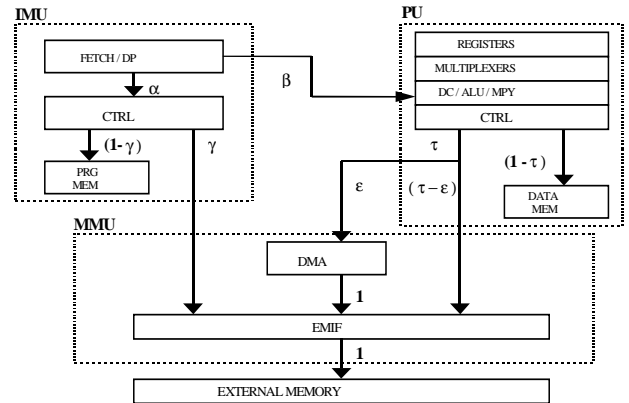 IMU
FETCH / DP
α
CTRL
(1-γ)
γ
PRG
MEM
β
PU
REGISTERS
MULTIPLEXERS
DC / ALU / MPY
CTRL
τ
(1-τ)
ε
(τ−ε)
DATA
MEM
MMU
DMA
1
EMIF
1
EXTERNAL MEMORY